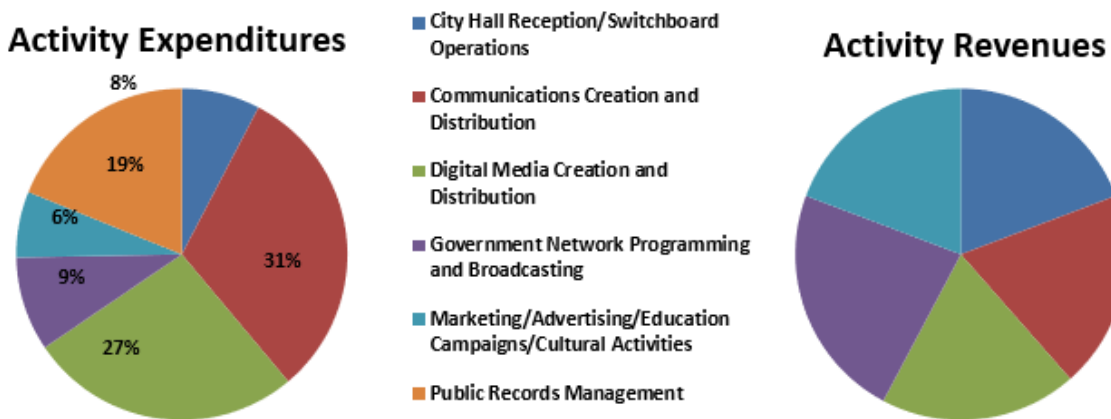 Activity Expenditures
8%
19%
6%
9%
27%
31%
City Hall Reception/Switchboard
Operations
Communications Creation and
Distribution
Digital Media Creation and
Distribution
Government Network Programming
and Broadcasting
Marketing/Advertising/Education
Campaigns/Cultural Activities
Public Records Management
Activity Revenues